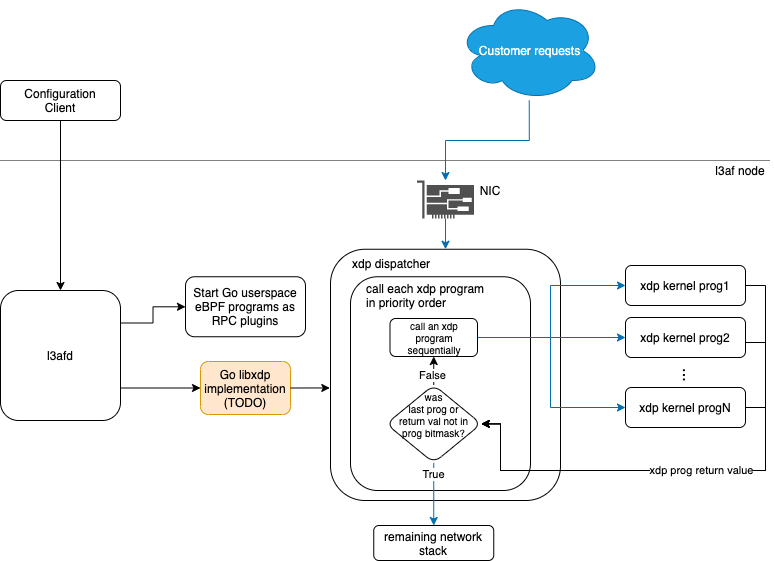 Customer requests
Configuration
Client
l3af node
NIC
xdp dispatcher
call each xdp program
in priority order
call an xdp
program
sequentially
False
was
last prog or
return val not in
prog bitmask?
True
remaining network
stack
l3afd
Start Go userspace
eBPF programs as
RPC plugins
Go libxdp
implementation
(TODO)
xdp kernel prog1
xdp kernel prog2
⋮
xdp kernel progN
xdp prog return value